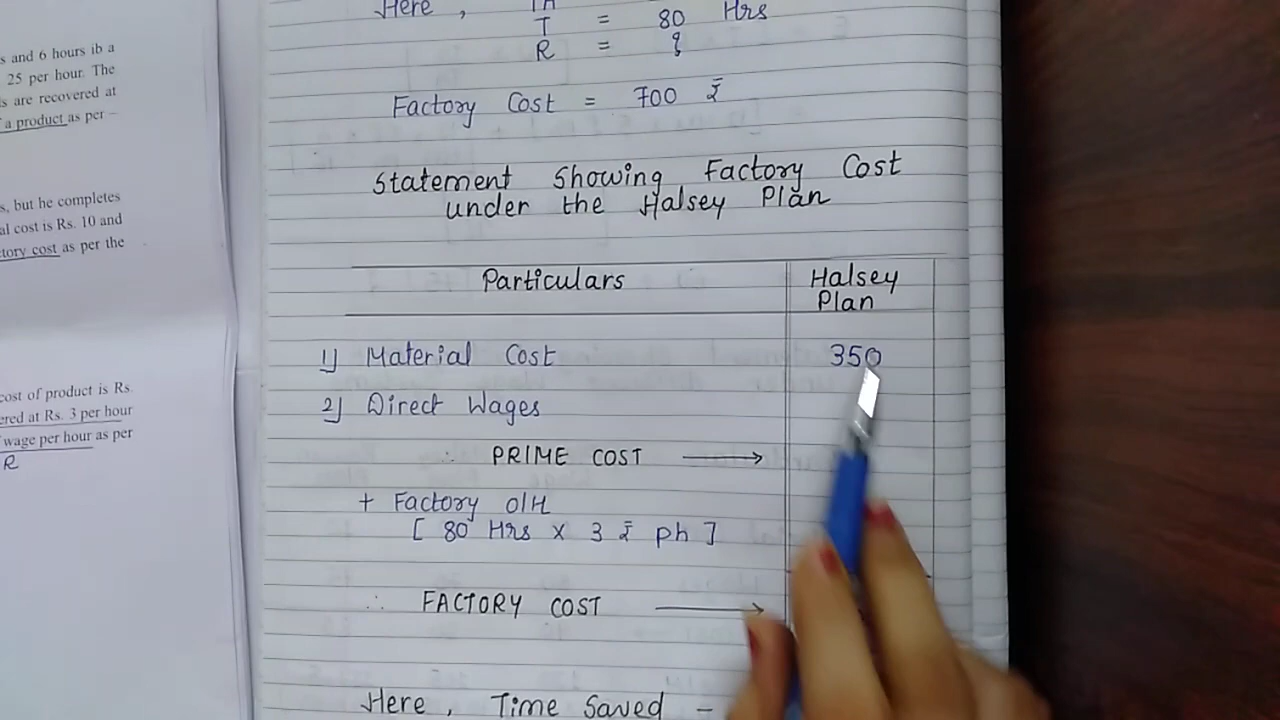 s and 6 hours ib a
25 per hour. The
s are recovered at
a product as per –
s, but he completes
al cost is Rs. 10 and
tory cost as per the
cost of product is Rs.
ered at Rs. 3 per hour
wage per hour as per
R
Here ,
T = 80 Hrs
R = ?
Factory Cost = 700 ₹
Statement Showing Factory Cost
under the Halsey Plan
Particulars Halsey
Plan
1) Material Cost 350
2) Direct Wages
∴ PRIME COST →
+ Factory O/H
[ 80 Hrs x 3 ₹ ph ]
∴ FACTORY COST →
Here , Time Saved -